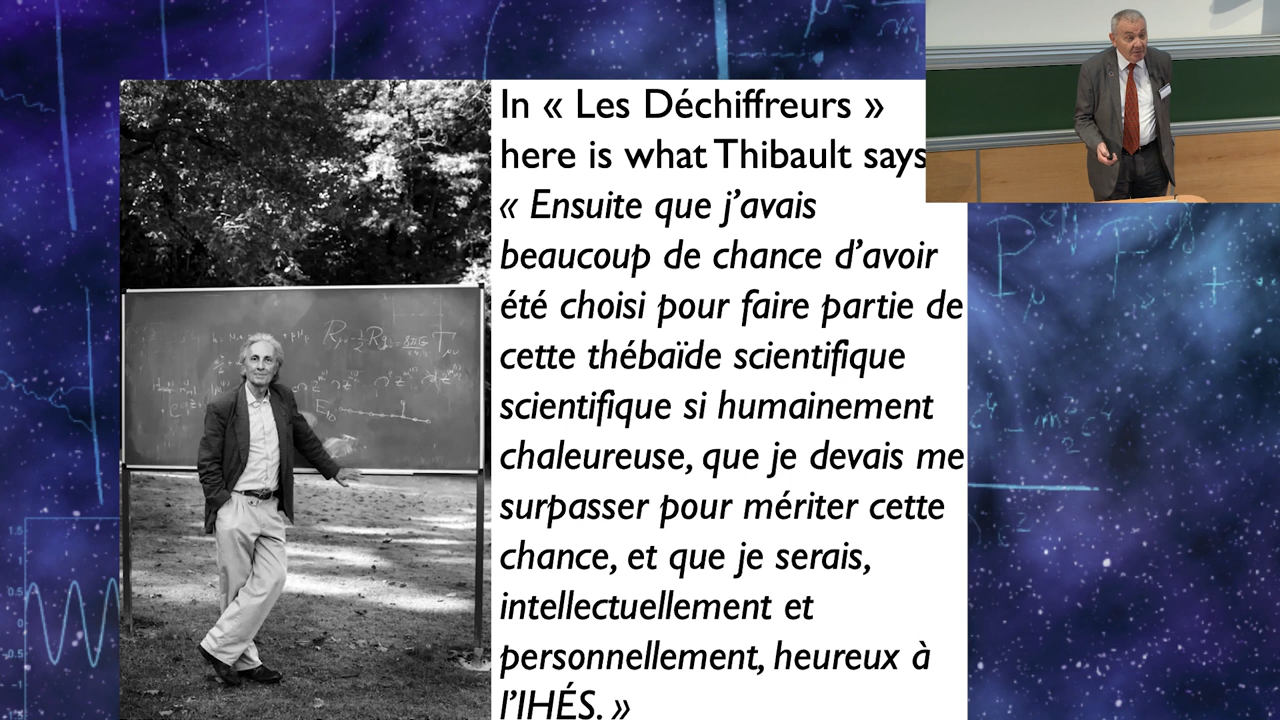 In « Les Déchiffreurs »
here is what Thibault says
« Ensuite que j’avais
beaucoup de chance d’avoir
été choisi pour faire partie de
cette thébaïde scientifique
scientifique si humainement
chaleureuse, que je devais me
surpasser pour mériter cette
chance, et que je serais,
intellectuellement et
personnellement, heureux à
l’IHÉS. »